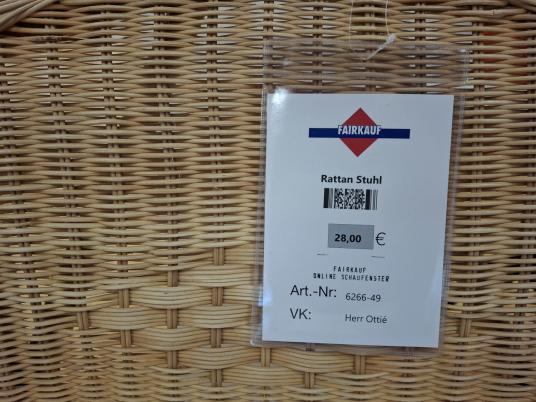 FAIRKAUF
Rattan Stuhl
28,00 €
FAIRKAUF
ONLINE SCHAUFENSTER
Art.-Nr: 6266-49
VK: Herr Ottié